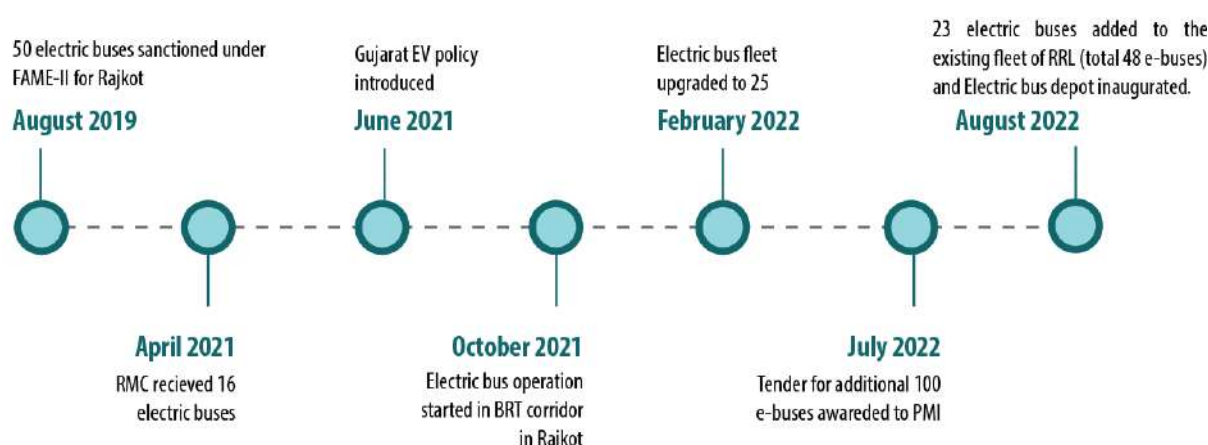 50 electric buses sanctioned under
FAME-II for Rajkot
August 2019
RMC recieved 16
electric buses
April 2021
Gujarat EV policy
introduced
June 2021
October 2021
Electric bus operation
started in BRT corridor
in Rajkot
Electric bus fleet
upgraded to 25
February 2022
July 2022
Tender for additional 100
e-buses awareded to PMI
23 electric buses added to the
existing fleet of RRL (total 48 e-buses)
and Electric bus depot inaugurated.
August 2022